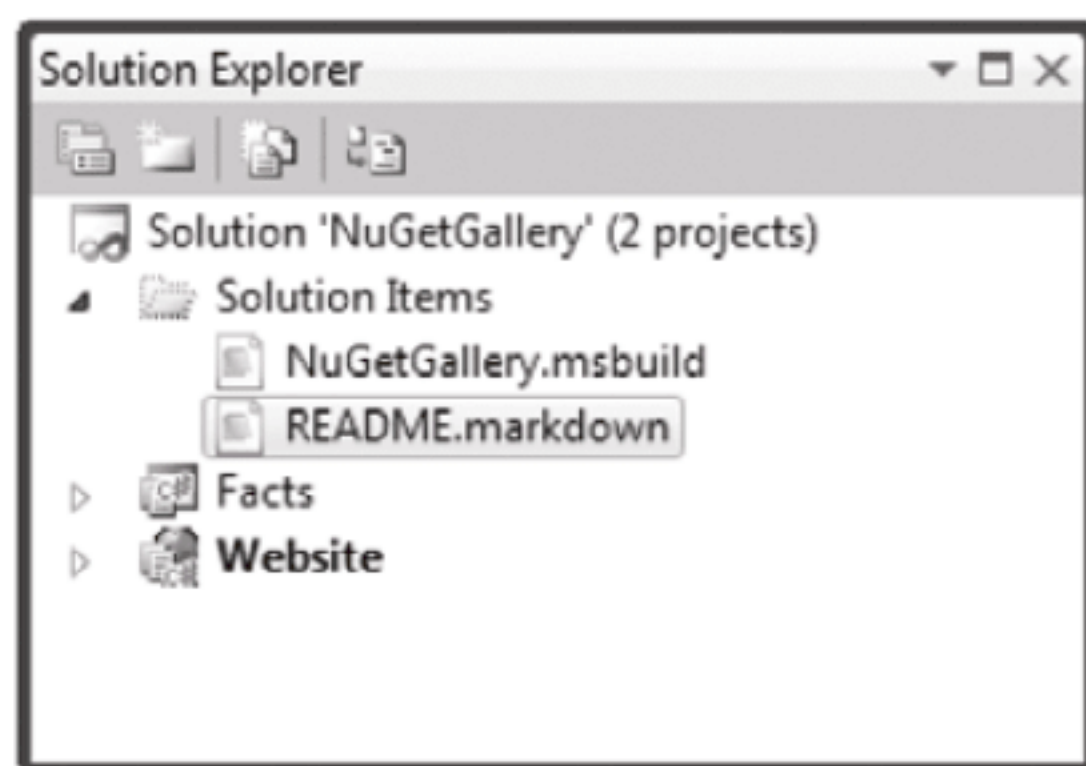 Solution Explorer
Solution 'NuGetGallery' (2 projects)
Solution Items
NuGetGallery.msbuild
README.markdown
Facts
Website